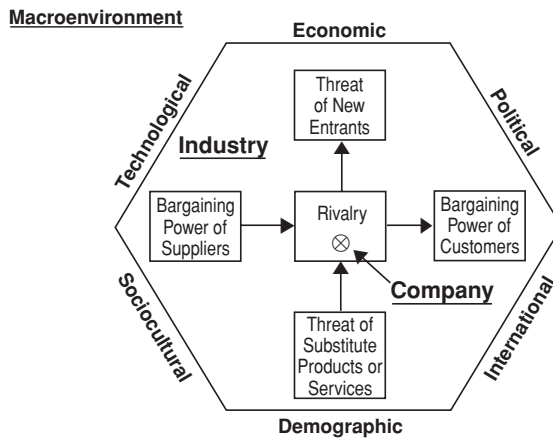 Macroenvironment
Economic
Technological
Political
Threat
of New
Entrants
Industry
Bargaining
Power of
Suppliers
Rivalry
Bargaining
Power of
Customers
Company
Threat of
Substitute
Products or
Services
Sociocultural
International
Demographic